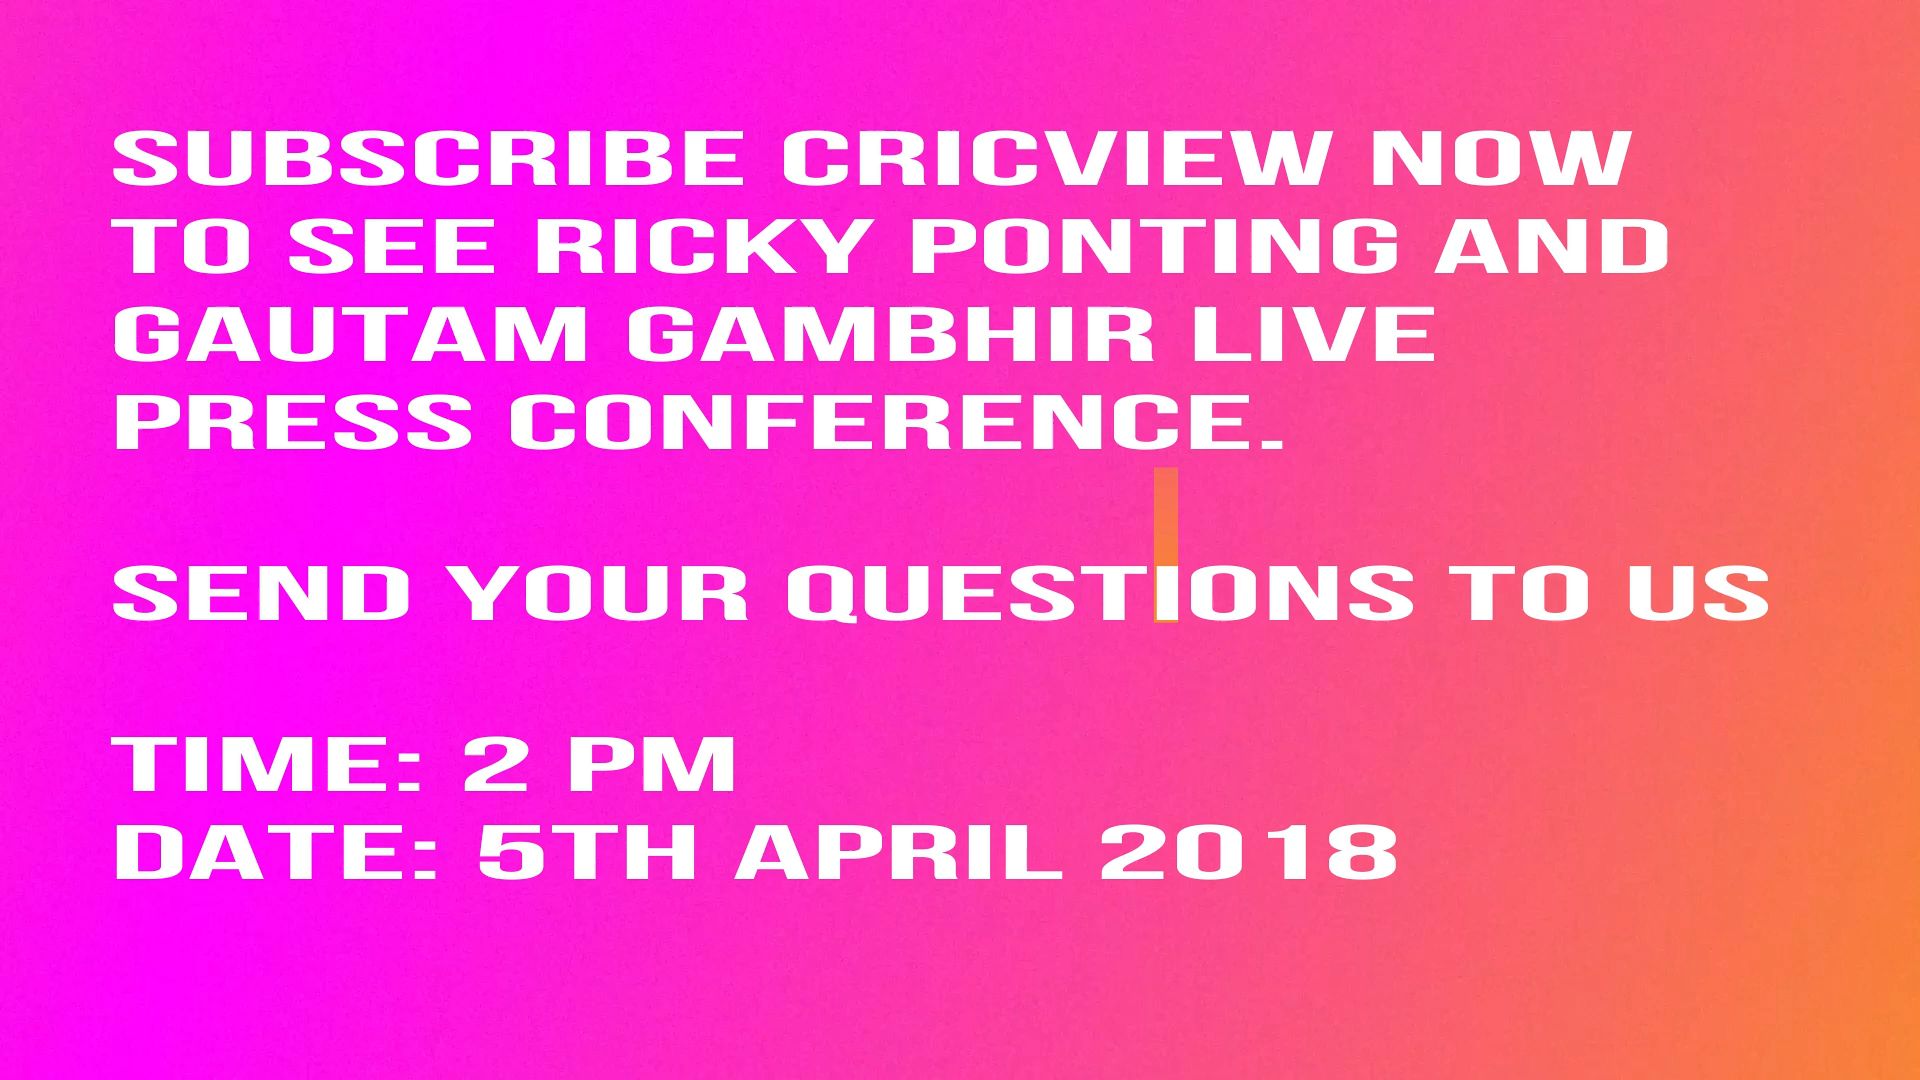 SUBSCRIBE CRICVIEW NOW
TO SEE RICKY PONTING AND
GAUTAM GAMBHIR LIVE
PRESS CONFERENCE.
SEND YOUR QUESTIONS TO US
TIME: 2 PM
DATE: 5TH APRIL 2018